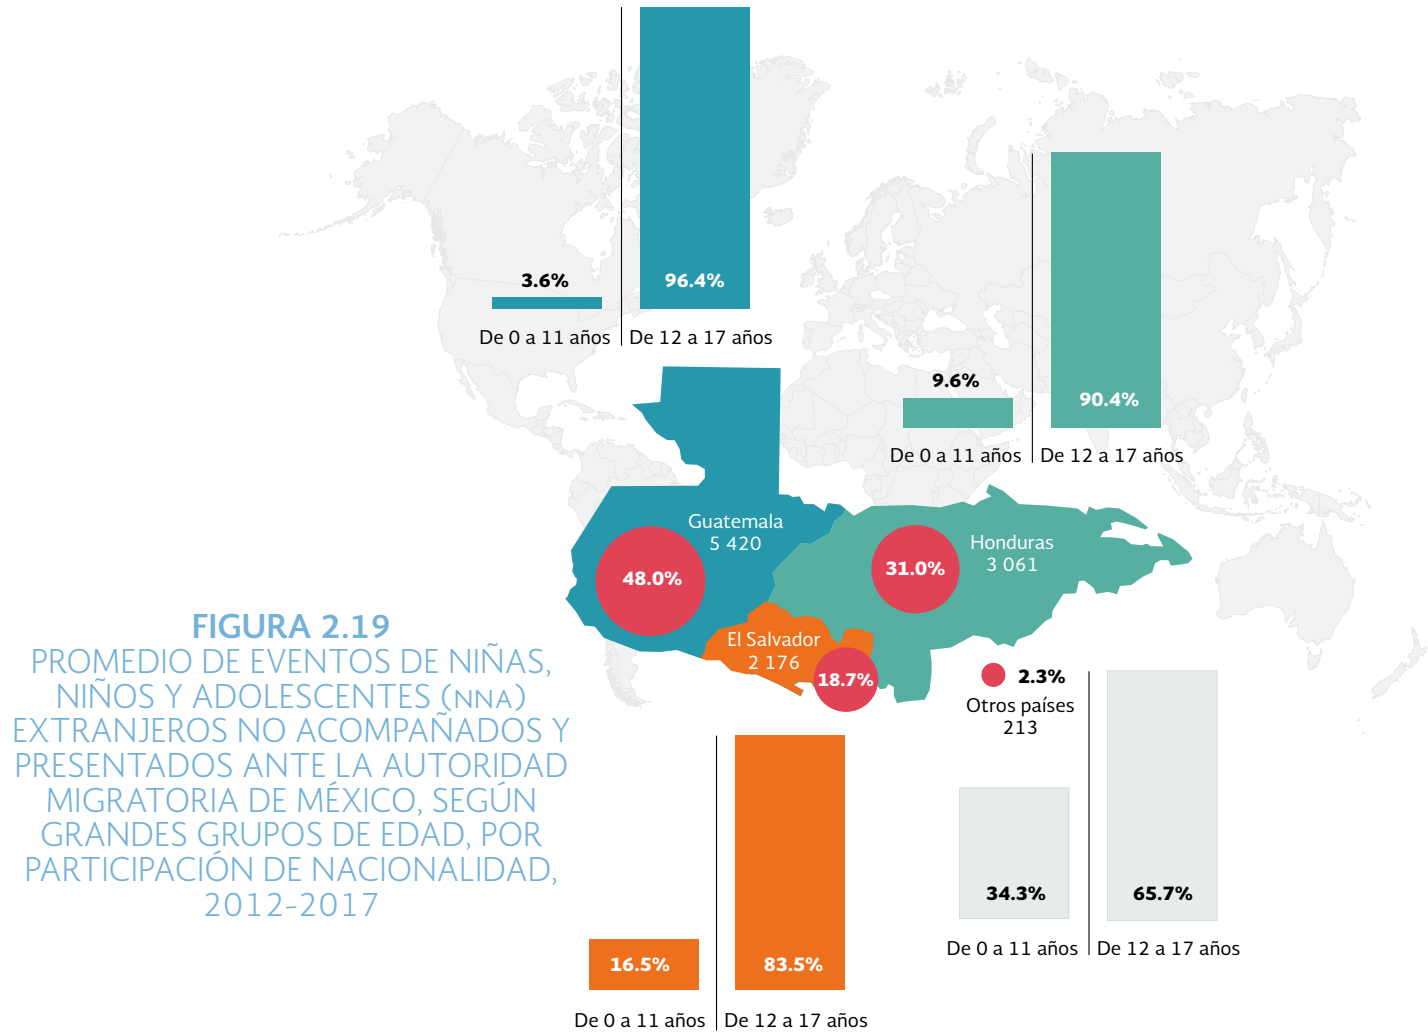 3.6%
96.4%
De 0 a 11 años
De 12 a 17 años
9.6%
90.4%
De 0 a 11 años
De 12 a 17 años
Guatemala
5 420
48.0%
Honduras
3 061
31.0%
El Salvador
2 176
18.7%
FIGURA 2.19
PROMEDIO DE EVENTOS DE NIÑAS,
NIÑOS Y ADOLESCENTES (NNA)
EXTRANJEROS NO ACOMPAÑADOS Y
PRESENTADOS ANTE LA AUTORIDAD
MIGRATORIA DE MÉXICO, SEGÚN
GRANDES GRUPOS DE EDAD, POR
PARTICIPACIÓN DE NACIONALIDAD,
2012-2017
2.3%
Otros países
213
34.3%
65.7%
De 0 a 11 años
De 12 a 17 años
16.5%
83.5%
De 0 a 11 años
De 12 a 17 años